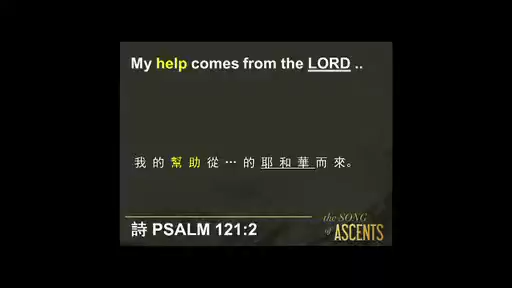 My help comes from the LORD ..
我的幫助從…的耶和華而來。
詩 PSALM 121:2
the SONG
of ASCENTS